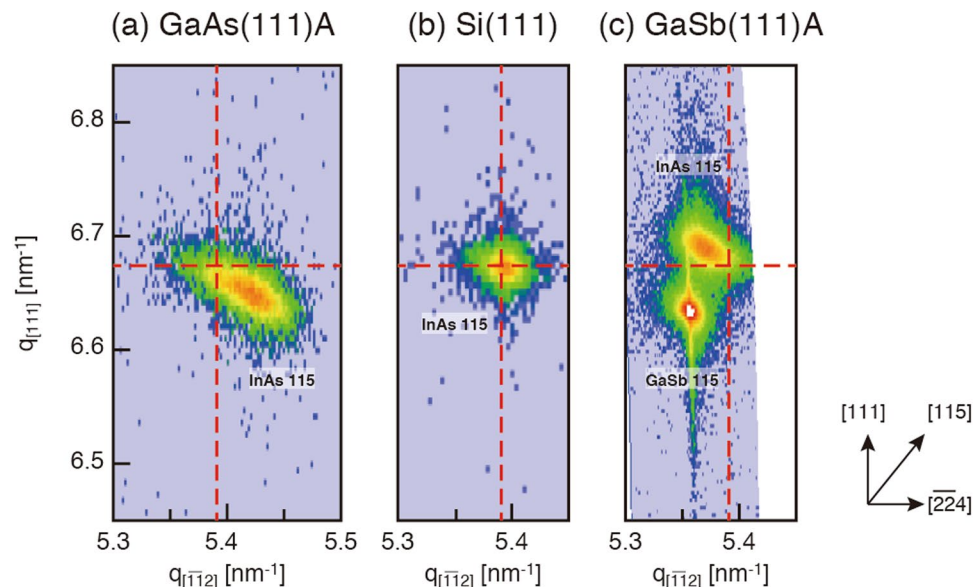 (a) GaAs(111)A (b) Si(111) (c) GaSb(111)A
6.8
6.7
6.6
6.5
q[111] [nm⁻¹]
InAs 115
InAs 115
InAs 115
GaSb 115
5.3 5.4 5.5
5.3 5.4
5.3 5.4
q[1̅1̅2] [nm⁻¹]
q[1̅1̅2] [nm⁻¹]
q[1̅1̅2] [nm⁻¹]
[111] [115]
[2̅2̅4]